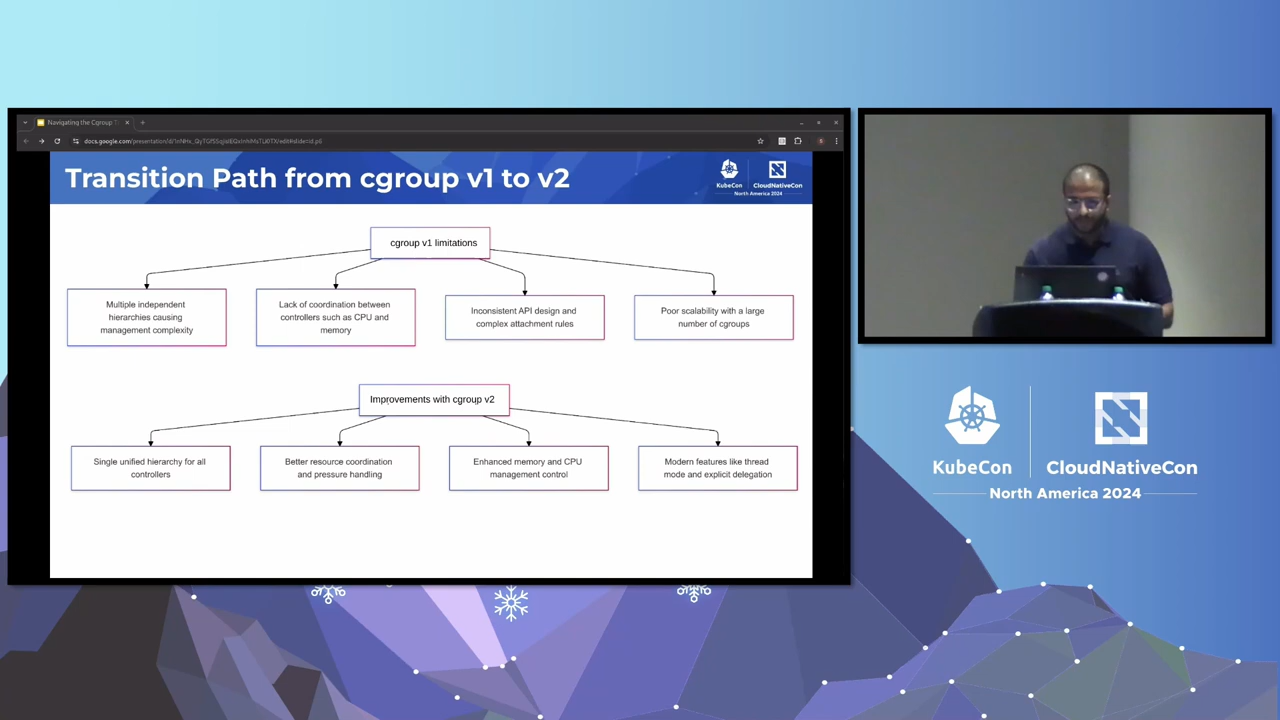 Navigating the Cgroup T
Transition Path from cgroup v1 to v2
KubeCon
CloudNativeCon
North America 2024
cgroup v1 limitations
Multiple independent
hierarchies causing
management complexity
Lack of coordination between
controllers such as CPU and
memory
Inconsistent API design and
complex attachment rules
Poor scalability with a large
number of cgroups
Improvements with cgroup v2
Single unified hierarchy for all
controllers
Better resource coordination
and pressure handling
Enhanced memory and CPU
management control
Modern features like thread
mode and explicit delegation
KubeCon
CloudNativeCon
North America 2024